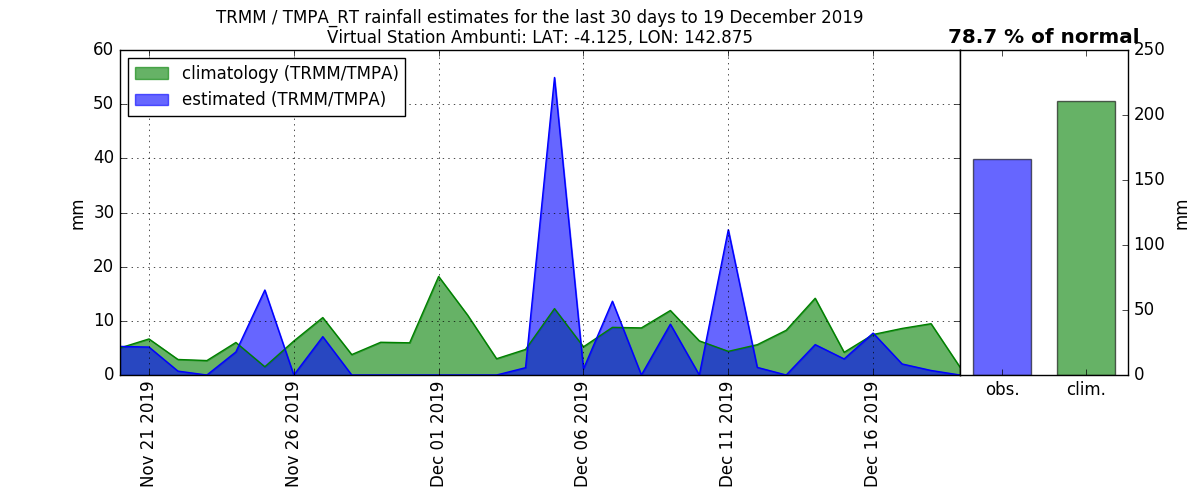 TRMM / TMPA_RT rainfall estimates for the last 30 days to 19 December 2019
Virtual Station Ambunti: LAT: -4.125, LON: 142.875
78.7 % of normal
climatology (TRMM/TMPA)
estimated (TRMM/TMPA)
mm
60
50
40
30
20
10
0
Nov 21 2019
Nov 26 2019
Dec 01 2019
Dec 06 2019
Dec 11 2019
Dec 16 2019
250
200
150
100
50
0
mm
obs.
clim.